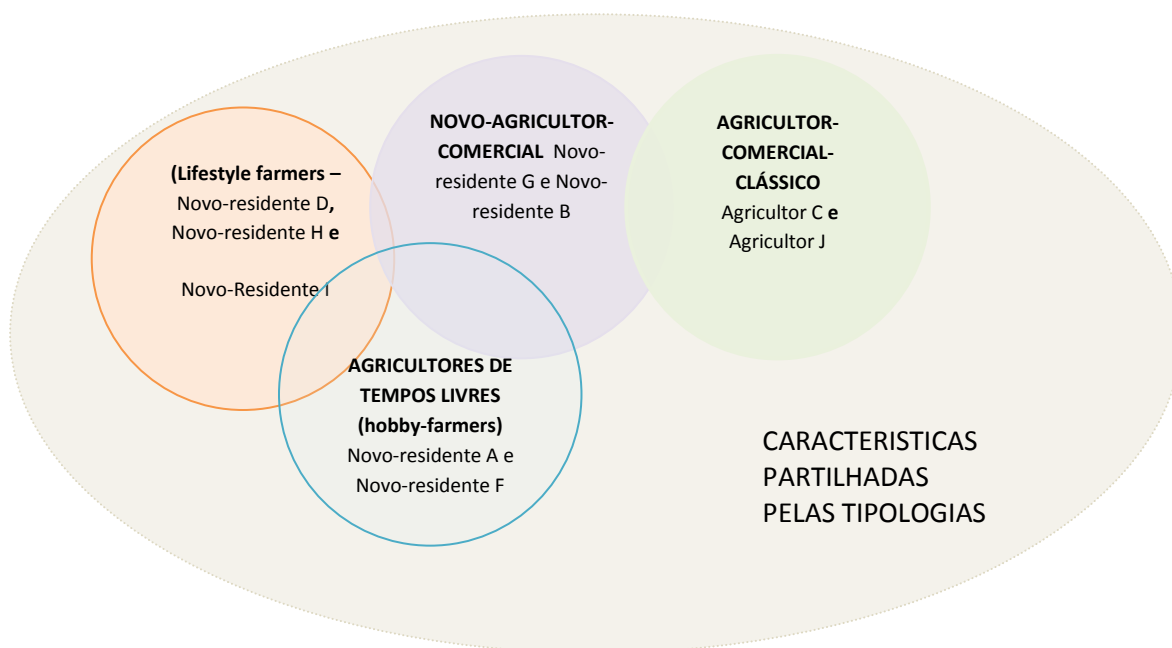 (Lifestyle farmers –
Novo-residente D,
Novo-residente H e
Novo-Residente I
NOVO-AGRICULTOR-
COMERCIAL Novo-
residente G e Novo-
residente B
AGRICULTOR-
COMERCIAL-
CLÁSSICO
Agricultor C e
Agricultor J
AGRICULTORES DE
TEMPOS LIVRES
(hobby-farmers)
Novo-residente A e
Novo-residente F
CARACTERISTICAS
PARTILHADAS
PELAS TIPOLOGIAS